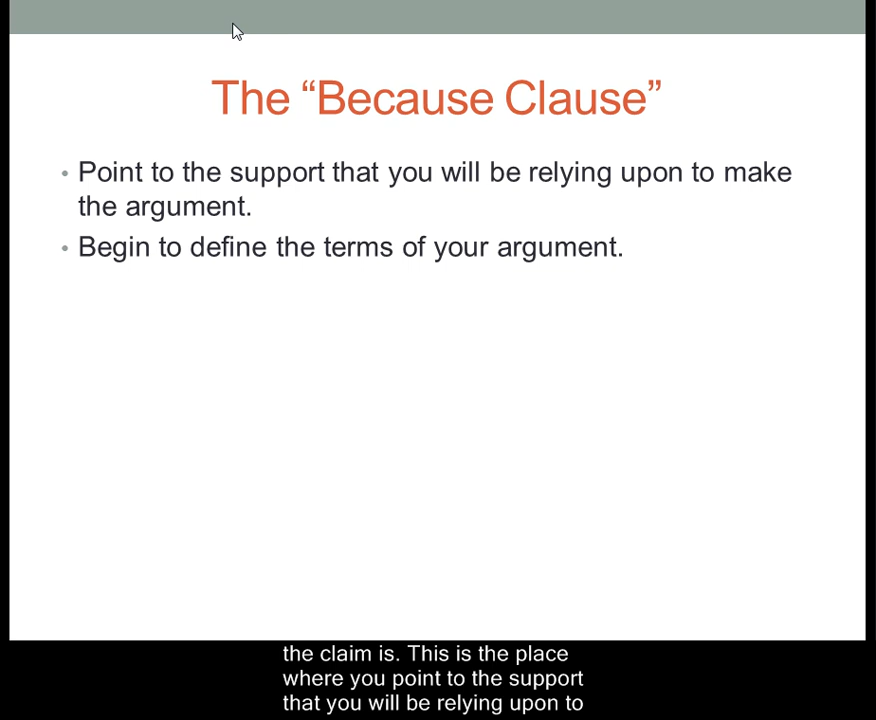 The “Because Clause”
• Point to the support that you will be relying upon to make
the argument.
• Begin to define the terms of your argument.
the claim is. This is the place
where you point to the support
that you will be relying upon to